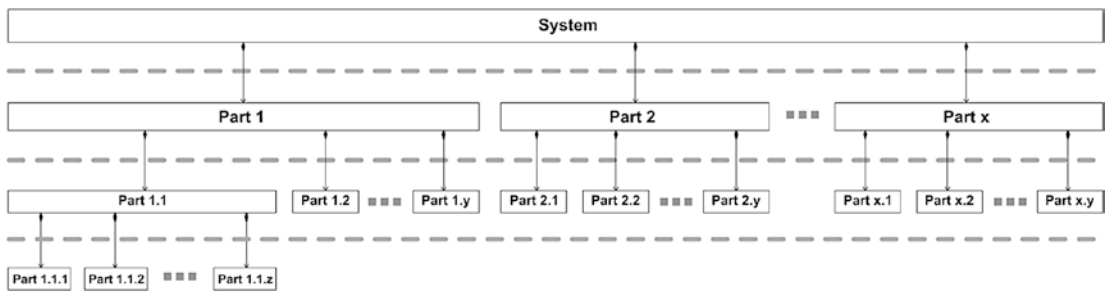 System
Part 1
Part 2
Part x
Part 1.1
Part 1.2
Part 1.y
Part 2.1
Part 2.2
Part 2.y
Part x.1
Part x.2
Part x.y
Part 1.1.1
Part 1.1.2
Part 1.1.z